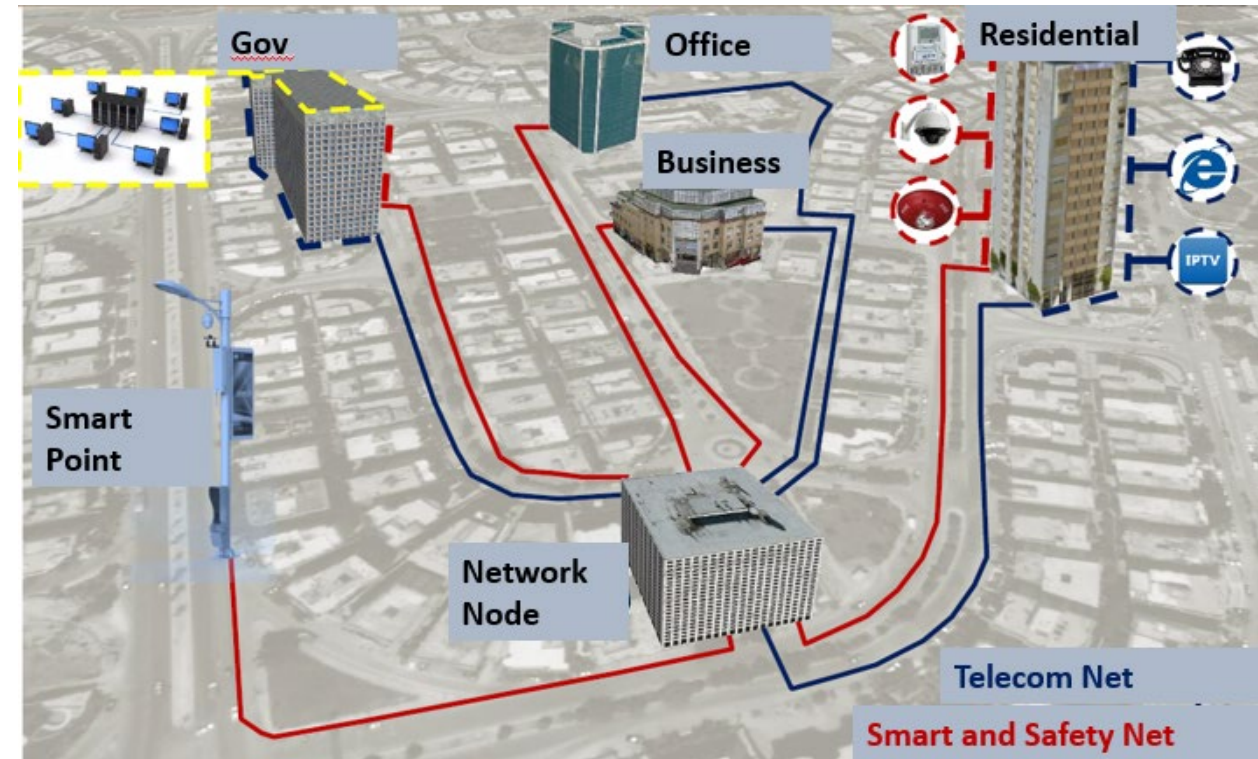 Gov
Office
Residential
Business
IPTV
Smart
Point
Network
Node
Telecom Net
Smart and Safety Net